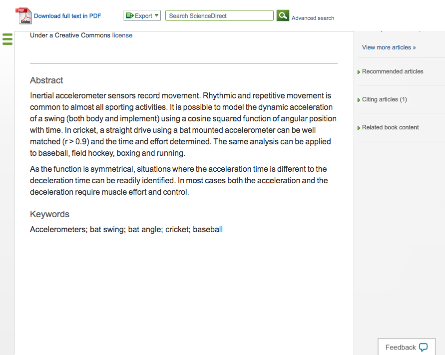 PDF
Download full text in PDF
Export
Search ScienceDirect
Advanced search
Under a Creative Commons license
View more articles »
Recommended articles
Citing articles (1)
Related book content
Abstract
Inertial accelerometer sensors record movement. Rhythmic and repetitive movement is
common to almost all sporting activities. It is possible to model the dynamic acceleration
of a swing (both body and implement) using a cosine squared function of angular position
with time. In cricket, a straight drive using a bat mounted accelerometer can be well
matched (r > 0.9) and the time and effort determined. The same analysis can be applied
to baseball, field hockey, boxing and running.
As the function is symmetrical, situations where the acceleration time is different to the
deceleration time can be readily identified. In most cases both the acceleration and the
deceleration require muscle effort and control.
Keywords
Accelerometers; bat swing; bat angle; cricket; baseball
Feedback